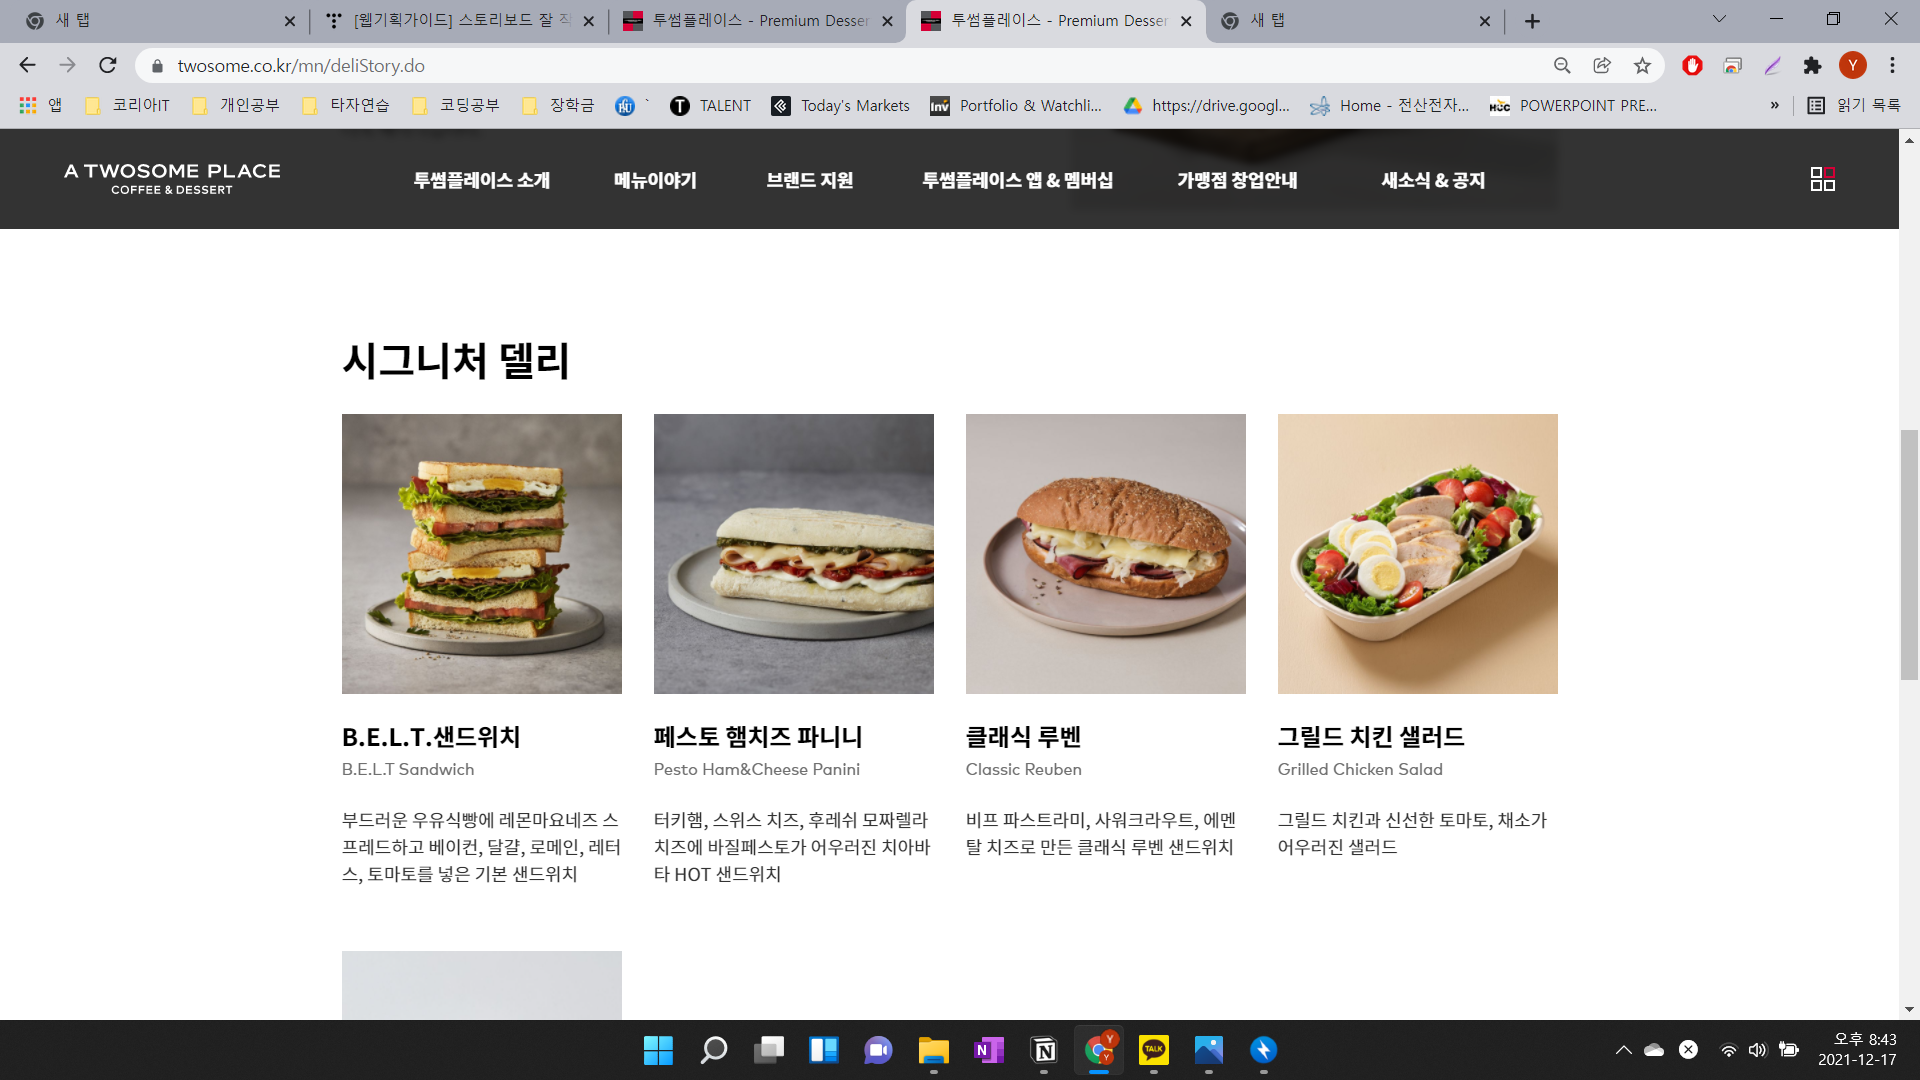 새 탭
[웹기획가이드] 스토리보드 잘 작
투썸플레이스 - Premium Desser
투썸플레이스 - Premium Desser
새 탭
twosome.co.kr/mn/deliStory.do
Y
앱
코리아IT
개인공부
타자연습
코딩공부
장학금
`
TALENT
Today's Markets
Portfolio & Watchli...
https://drive.googl...
Home - 전산전자...
POWERPOINT PRE...
»
읽기 목록
A TWOSOME PLACE
COFFEE & DESSERT
투썸플레이스 소개
메뉴이야기
브랜드 지원
투썸플레이스 앱 & 멤버십
가맹점 창업안내
새소식 & 공지
시그니처 델리
B.E.L.T.샌드위치
B.E.L.T Sandwich
부드러운 우유식빵에 레몬마요네즈 스
프레드하고 베이컨, 달걀, 로메인, 레터
스, 토마토를 넣은 기본 샌드위치
페스토 햄치즈 파니니
Pesto Ham&Cheese Panini
터키햄, 스위스 치즈, 후레쉬 모짜렐라
치즈에 바질페스토가 어우러진 치아바
타 HOT 샌드위치
클래식 루벤
Classic Reuben
비프 파스트라미, 사워크라우트, 에멘
탈 치즈로 만든 클래식 루벤 샌드위치
그릴드 치킨 샐러드
Grilled Chicken Salad
그릴드 치킨과 신선한 토마토, 채소가
어우러진 샐러드
TALK
오후 8:43
2021-12-17